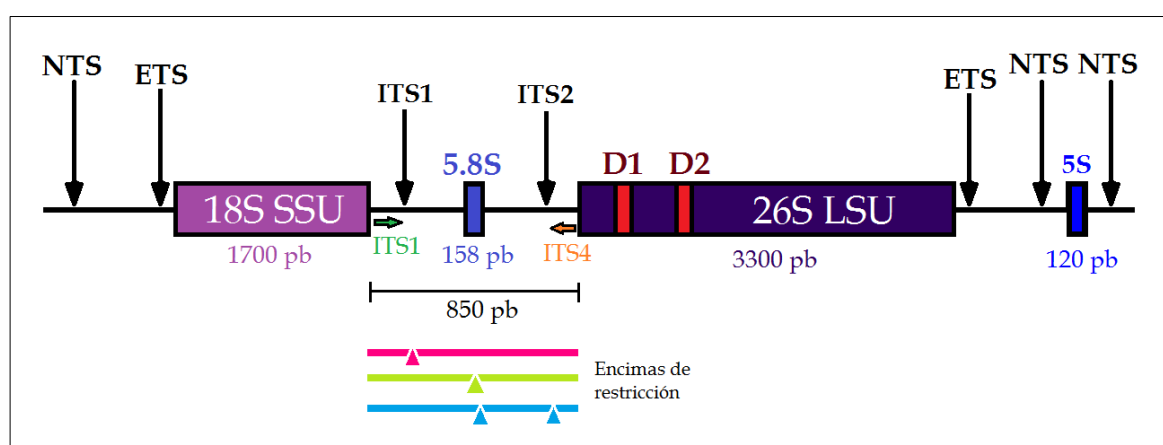 NTS
ETS
ITS1
ITS2
ETS
NTS
NTS
5.8S
D1
D2
5S
18S SSU
26S LSU
1700 pb
ITS1
158 pb
ITS4
3300 pb
120 pb
850 pb
Encimas de
restricción